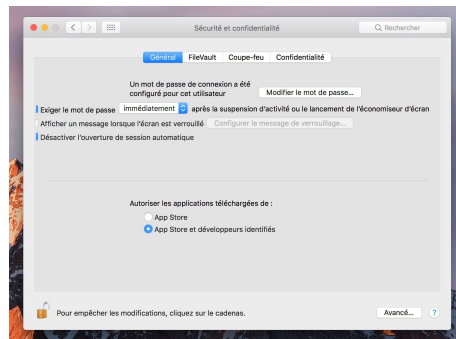 Sécurité et confidentialité
Rechercher
Général FileVault Coupe-feu Confidentialité
Un mot de passe de connexion a été
configuré pour cet utilisateur
Modifier le mot de passe...
Exiger le mot de passe immédiatement après la suspension d'activité ou le lancement de l'économiseur d'écran
Afficher un message lorsque l'écran est verrouillé Configurer le message de verrouillage...
Désactiver l'ouverture de session automatique
Autoriser les applications téléchargées de :
App Store
App Store et développeurs identifiés
Pour empêcher les modifications, cliquez sur le cadenas.
Avancé... ?